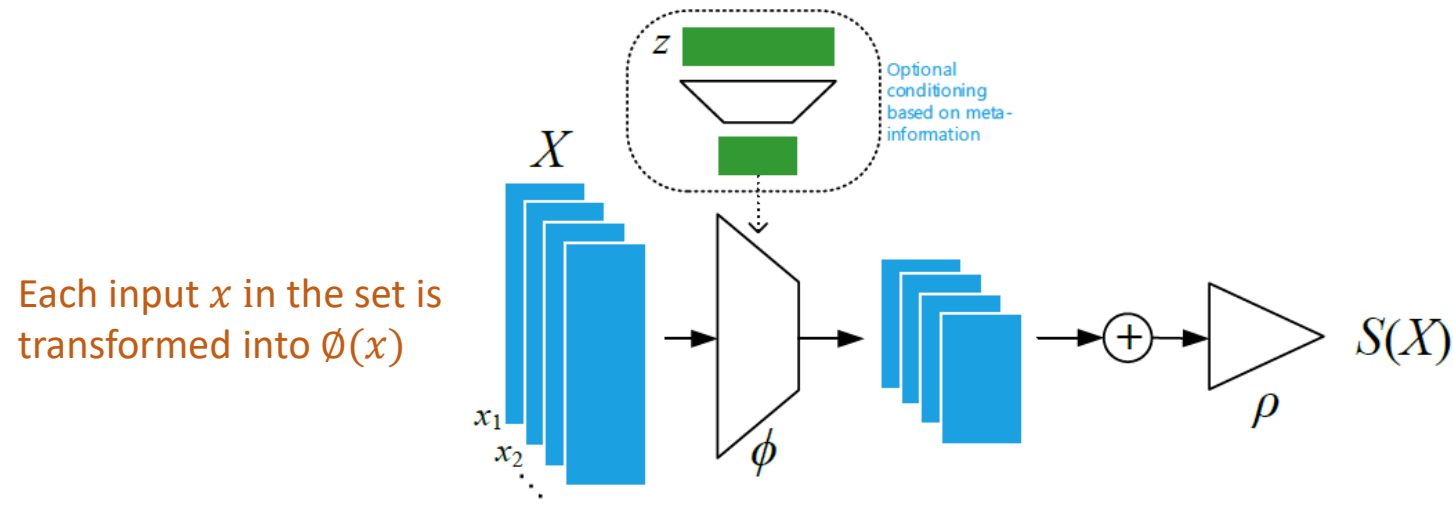 z
Optional
conditioning
based on meta-
information
X
Each input 𝑥 in the set is
transformed into ∅(𝑥)
x₁
x₂
⋱
ϕ
+
ρ
S(X)